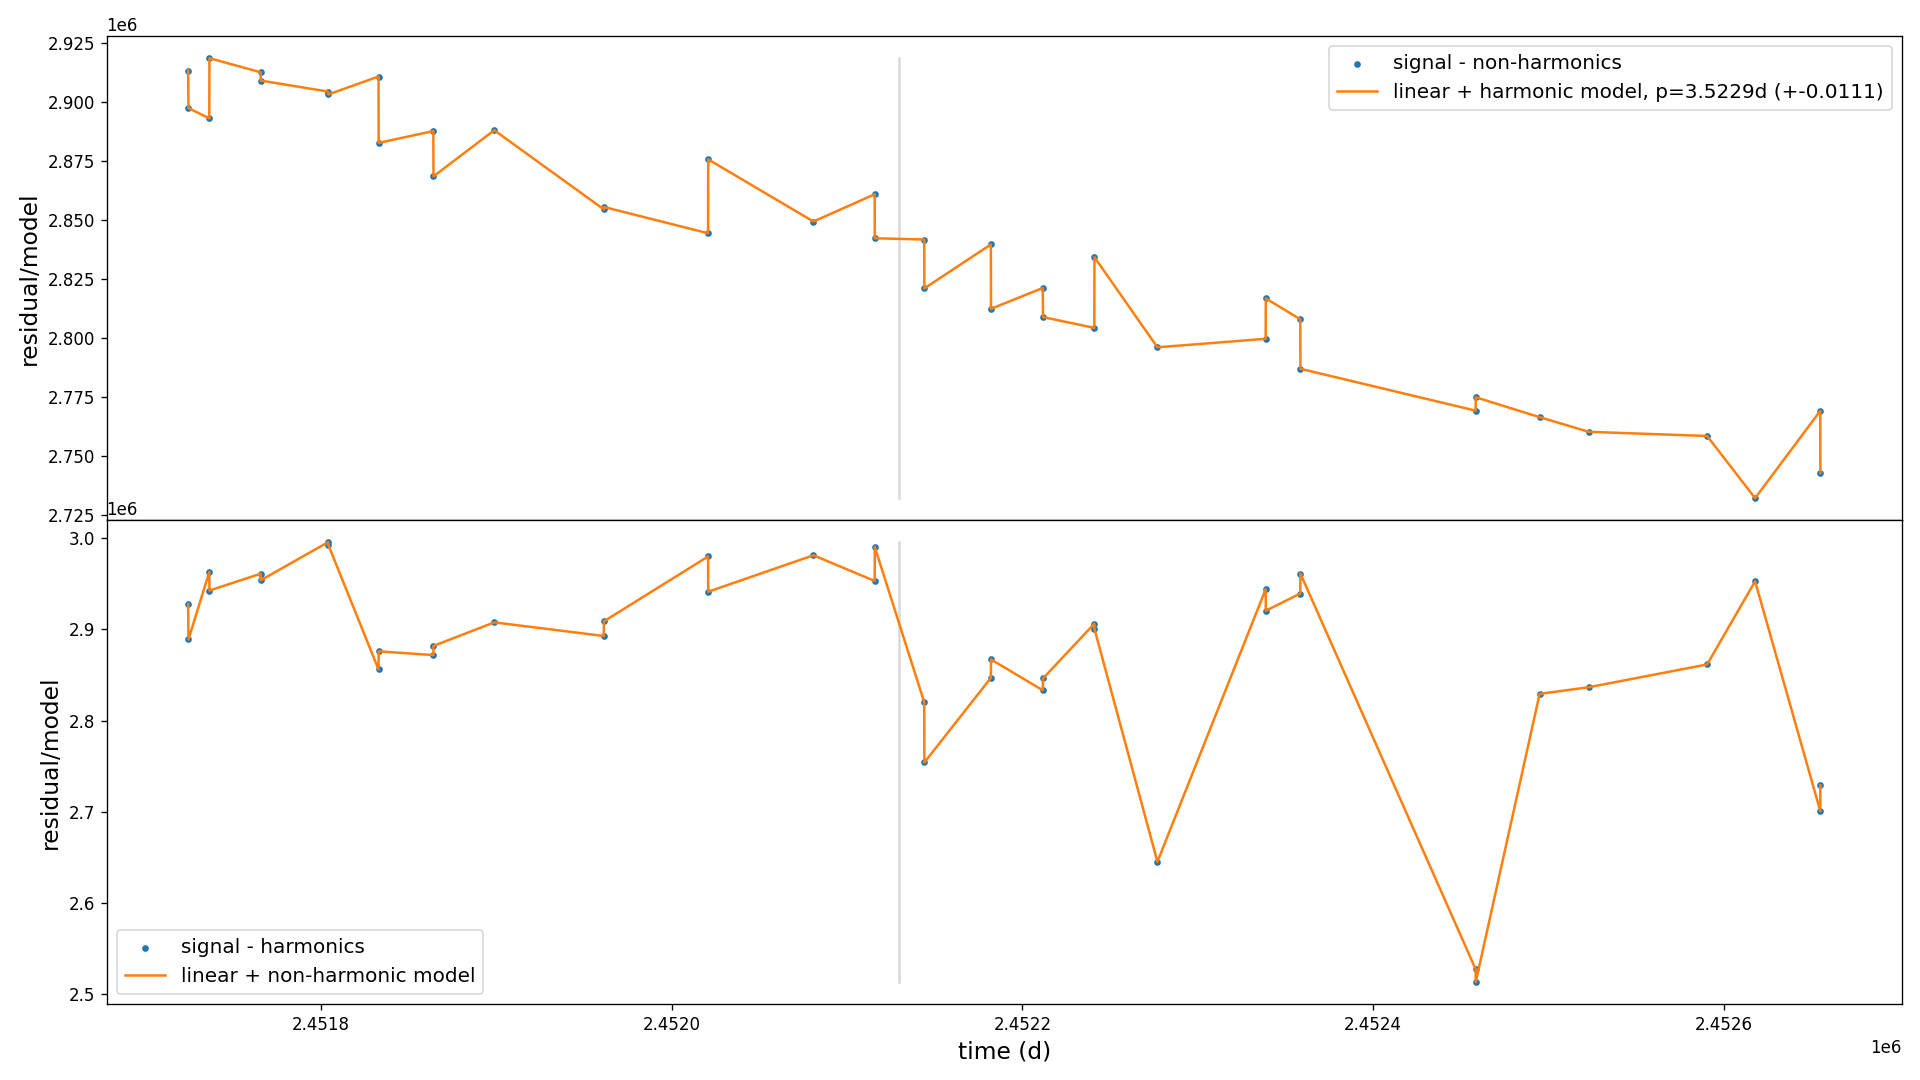 1e6
2.925
2.900
2.875
2.850
2.825
2.800
2.775
2.750
2.725
residual/model
signal - non-harmonics
linear + harmonic model, p=3.5229d (+-0.0111)
1e6
3.0
2.9
2.8
2.7
2.6
2.5
residual/model
signal - harmonics
linear + non-harmonic model
2.4518
2.4520
2.4522
2.4524
2.4526
time (d)
1e6